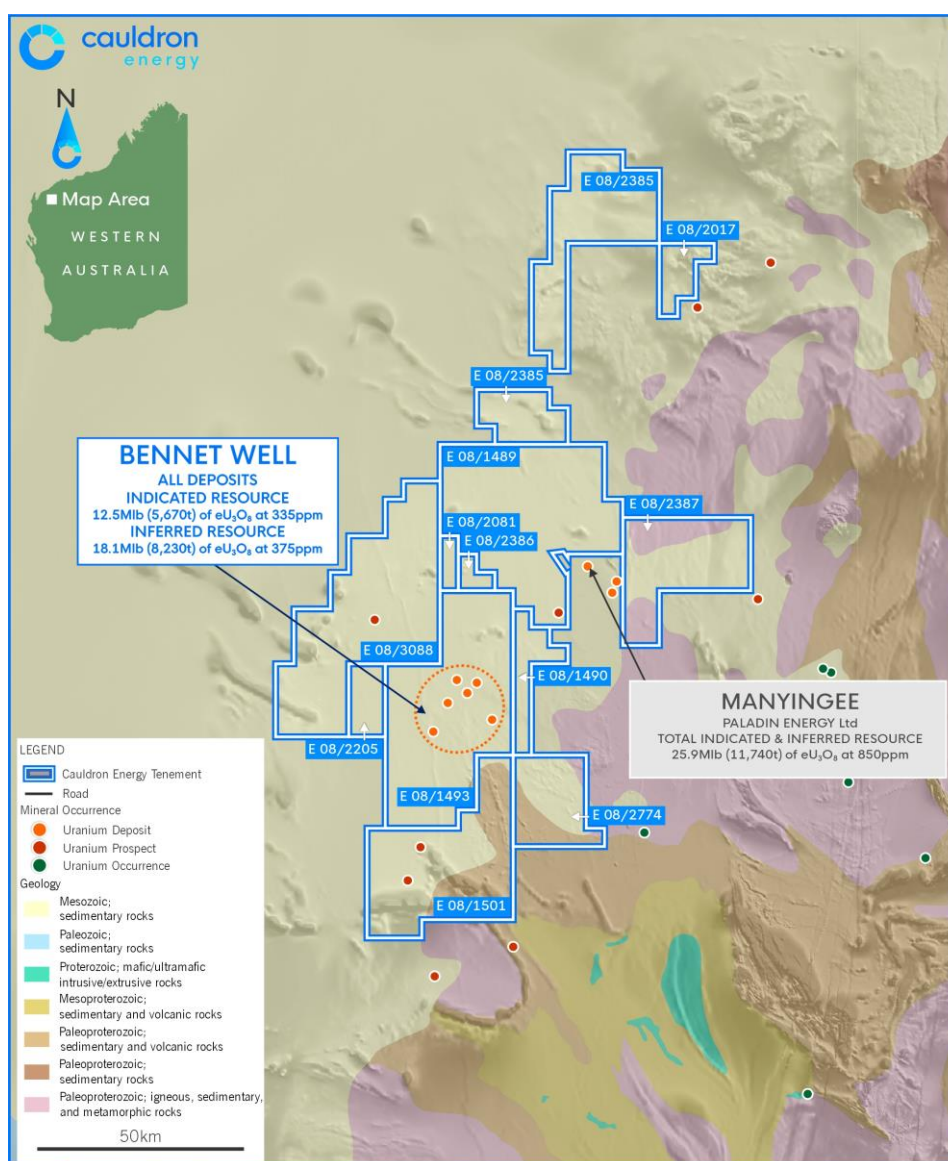 cauldron
energy
N
Map Area
WESTERN
AUSTRALIA
E 08/2385
E 08/2017
E 08/2385
E 08/1489
BENNET WELL
ALL DEPOSITS
INDICATED RESOURCE
12.5Mlb (5,670t) of eU₃O₈ at 335ppm
INFERRED RESOURCE
18.1Mlb (8,230t) of eU₃O₈ at 375ppm
E 08/2387
E 08/2081
E 08/2386
E 08/3088
E 08/1490
MANYINGEE
PALADIN ENERGY Ltd
TOTAL INDICATED & INFERRED RESOURCE
25.9Mlb (11,740t) of eU₃O₈ at 850ppm
E 08/2205
E 08/1493
E 08/2774
E 08/1501
LEGEND
Cauldron Energy Tenement
Road
Mineral Occurrence
Uranium Deposit
Uranium Prospect
Uranium Occurrence
Geology
Mesozoic;
sedimentary rocks
Paleozoic;
sedimentary rocks
Proterozoic; mafic/ultramafic
intrusive/extrusive rocks
Mesoproterozoic;
sedimentary and volcanic rocks
Paleoproterozoic;
sedimentary and volcanic rocks
Paleoproterozoic;
sedimentary rocks
Paleoproterozoic; igneous, sedimentary,
and metamorphic rocks
50km